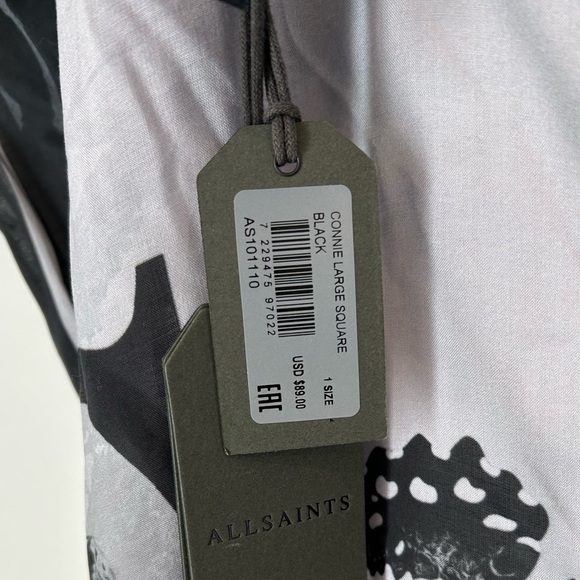 CONNIE LARGE SQUARE
BLACK
7 229475 97022
AS101110
1 SIZE
USD $89.00
EAC
ALLSAINTS